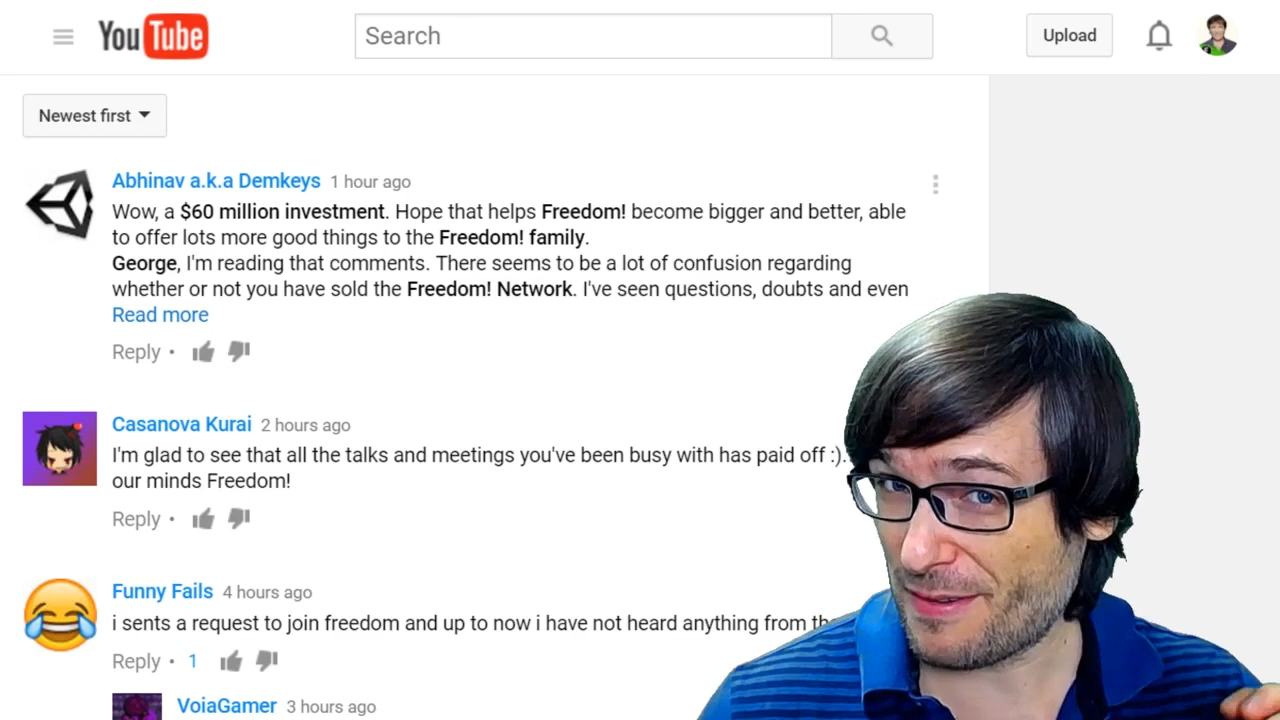 YouTube
Search
Upload
Newest first
Abhinav a.k.a Demkeys 1 hour ago
Wow, a $60 million investment. Hope that helps Freedom! become bigger and better, able
to offer lots more good things to the Freedom! family.
George, I'm reading that comments. There seems to be a lot of confusion regarding
whether or not you have sold the Freedom! Network. I've seen questions, doubts and even
Read more
Reply •
Casanova Kurai 2 hours ago
I'm glad to see that all the talks and meetings you've been busy with has paid off :).
our minds Freedom!
Reply •
Funny Fails 4 hours ago
i sents a request to join freedom and up to now i have not heard anything from
Reply • 1
VoiaGamer 3 hours ago